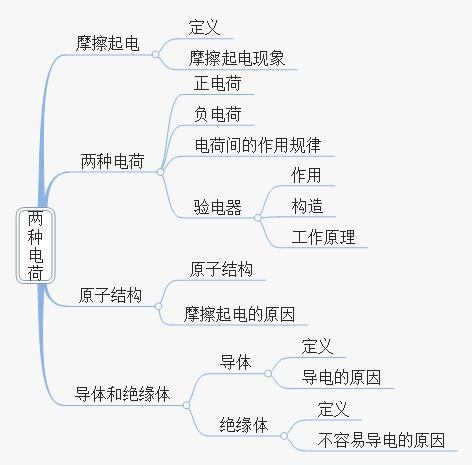 两种电荷
摩擦起电
定义
摩擦起电现象
两种电荷
正电荷
负电荷
电荷间的作用规律
验电器
作用
构造
工作原理
原子结构
原子结构
摩擦起电的原因
导体和绝缘体
导体
定义
导电的原因
绝缘体
定义
不容易导电的原因